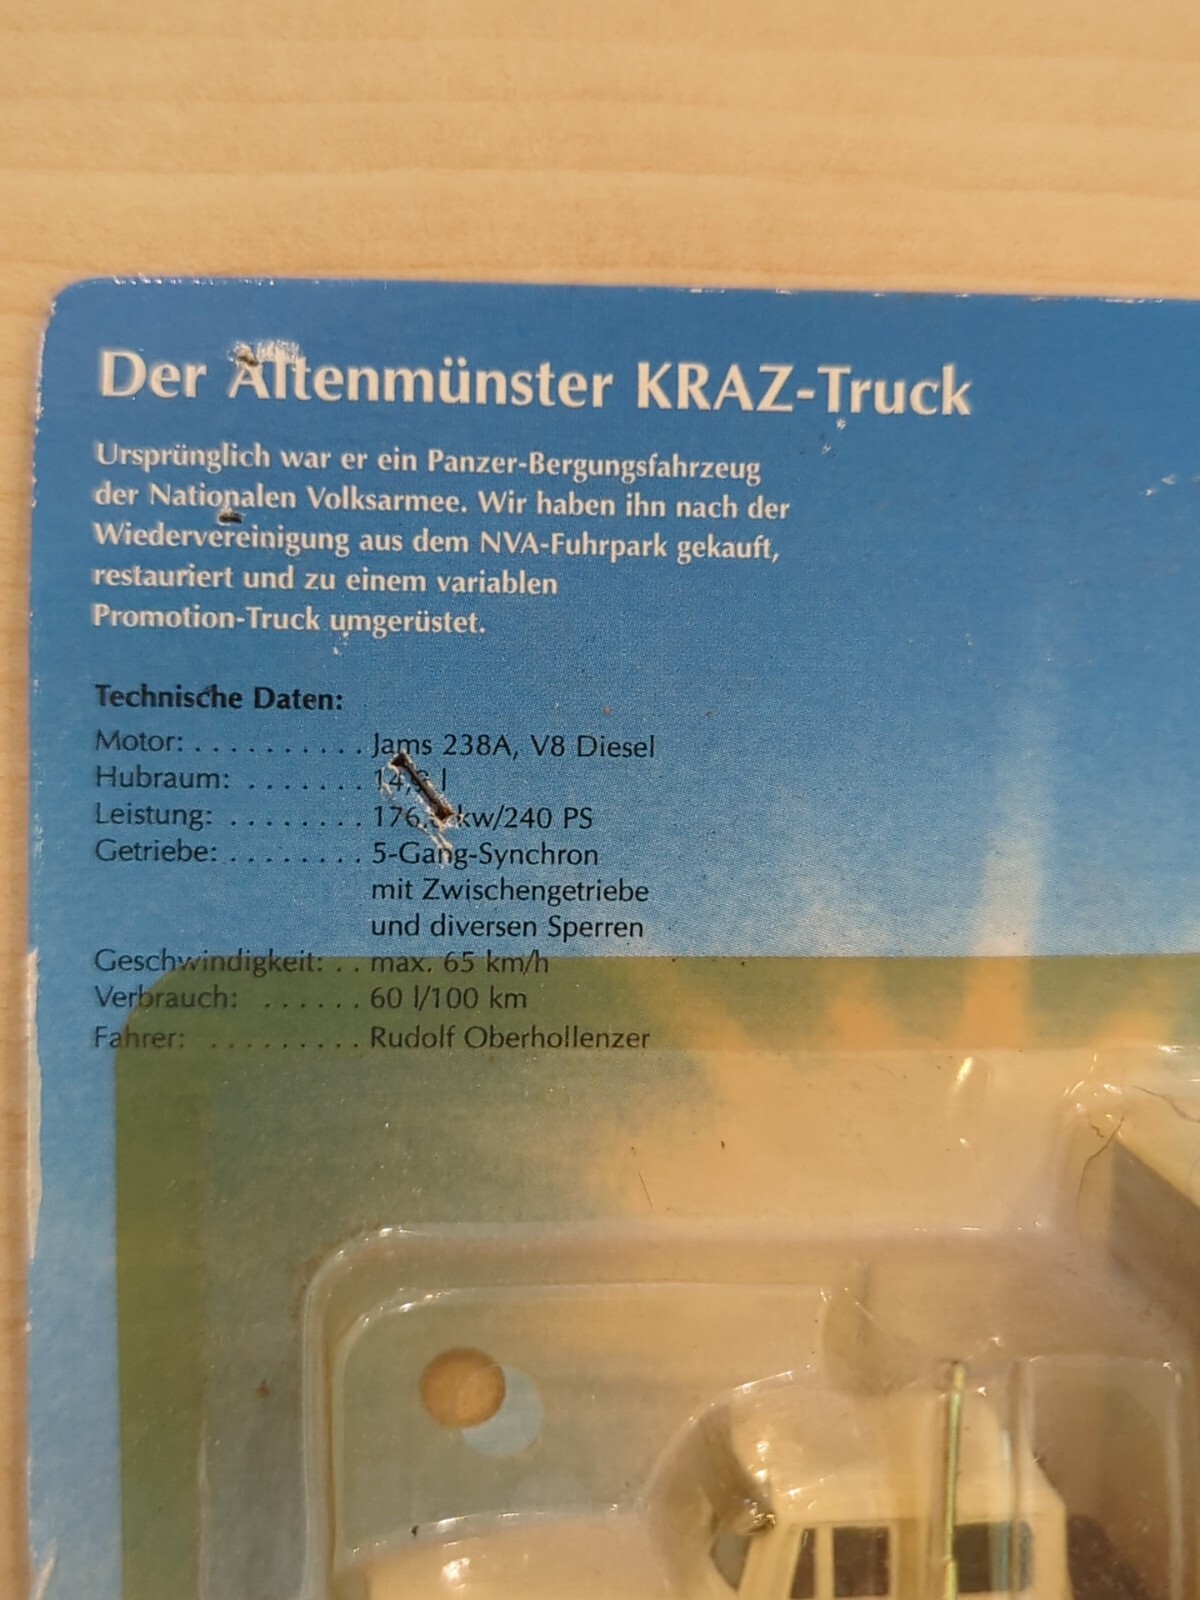 Der Altenmünster KRAZ-Truck
Ursprünglich war er ein Panzer-Bergungsfahrzeug
der Nationalen Volksarmee. Wir haben ihn nach der
Wiedervereinigung aus dem NVA-Fuhrpark gekauft,
restauriert und zu einem variablen
Promotion-Truck umgerüstet.
Technische Daten:
Motor: . . . . . . . . . . Jams 238A, V8 Diesel
Hubraum: . . . . . . . l
Leistung: . . . . . . . . kw/240 PS
Getriebe: . . . . . . . . 5-Gang-Synchron
mit Zwischengetriebe
und diversen Sperren
Geschwindigkeit: . . max. 65 km/h
Verbrauch: . . . . . . 60 l/100 km
Fahrer: . . . . . . . . . Rudolf Oberhollenzer